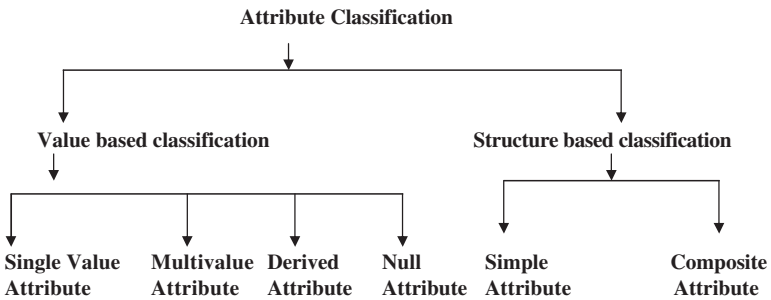 Attribute Classification
Value based classification
Structure based classification
Single Value Attribute
Multivalue Attribute
Derived Attribute
Null Attribute
Simple Attribute
Composite Attribute